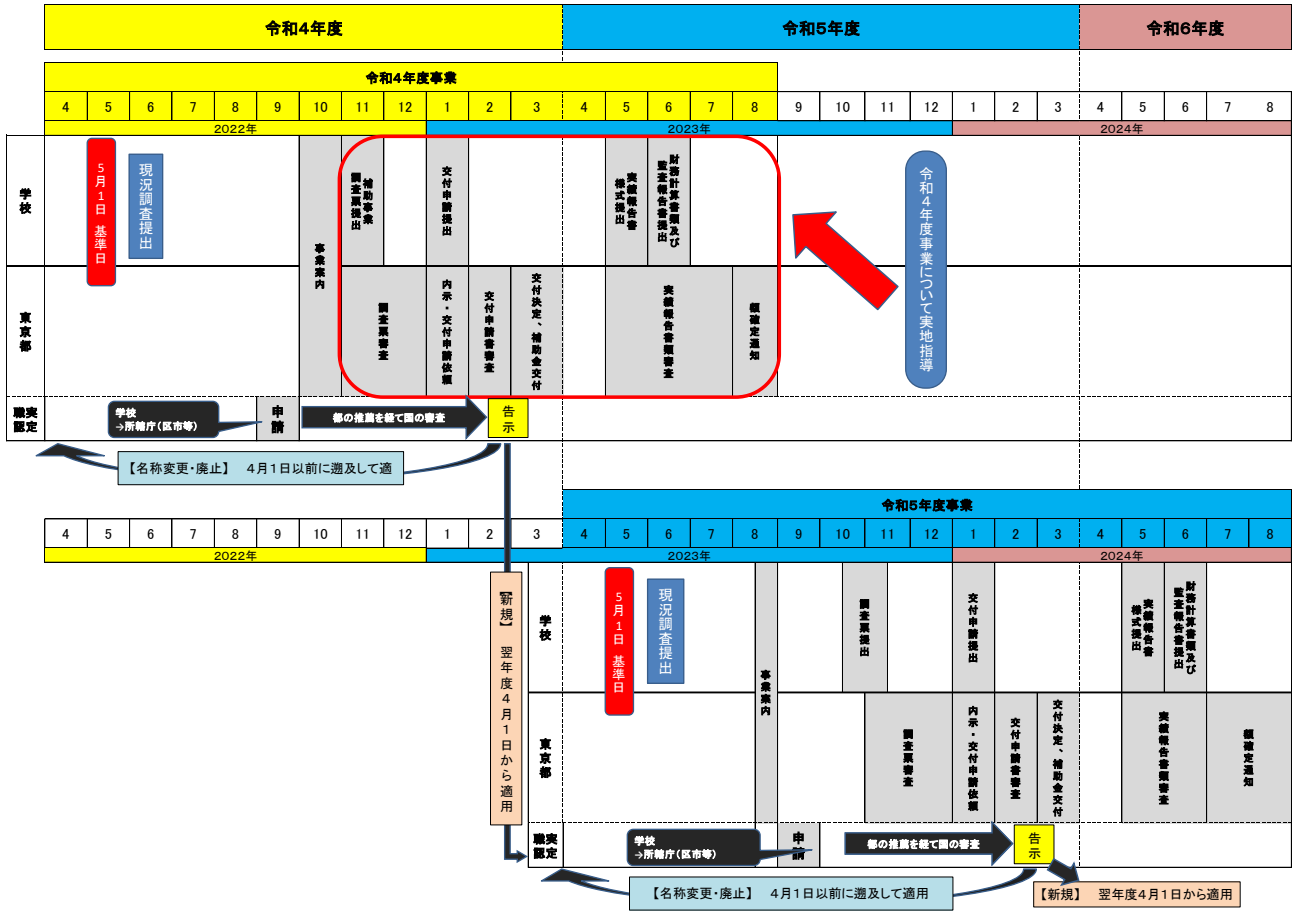 令和4年度 令和5年度 令和6年度
令和4年度事業
4 5 6 7 8 9 10 11 12 1 2 3 4 5 6 7 8 9 10 11 12 1 2 3 4 5 6 7 8
2022年 2023年 2024年
学校
5月1日 基準日
現況調査提出
事業案内
補助事業
調査票提出
交付申請提出
実績報告書
様式提出
財務計算書類及び
監査報告書提出
令和4年度事業について実地指導
東京都
調査票審査
内示・交付申請依頼
交付申請書審査
交付決定、補助金交付
実績報告書類審査
額確定通知
職実
認定
学校
→所轄庁(区市等)
申請
都の推薦を経て国の審査
告示
【名称変更・廃止】 4月1日以前に遡及して適
令和5年度事業
4 5 6 7 8 9 10 11 12 1 2 3 4 5 6 7 8 9 10 11 12 1 2 3 4 5 6 7 8
2022年 2023年 2024年
【新規】 翌年度4月1日から適用
学校
5月1日 基準日
現況調査提出
事業案内
調査票提出
交付申請提出
実績報告書
様式提出
財務計算書類及び
監査報告書提出
東京都
調査票審査
内示・交付申請依頼
交付申請書審査
交付決定、補助金交付
実績報告書類審査
額確定通知
職実
認定
学校
→所轄庁(区市等)
申請
都の推薦を経て国の審査
告示
【名称変更・廃止】 4月1日以前に遡及して適用
【新規】 翌年度4月1日から適用